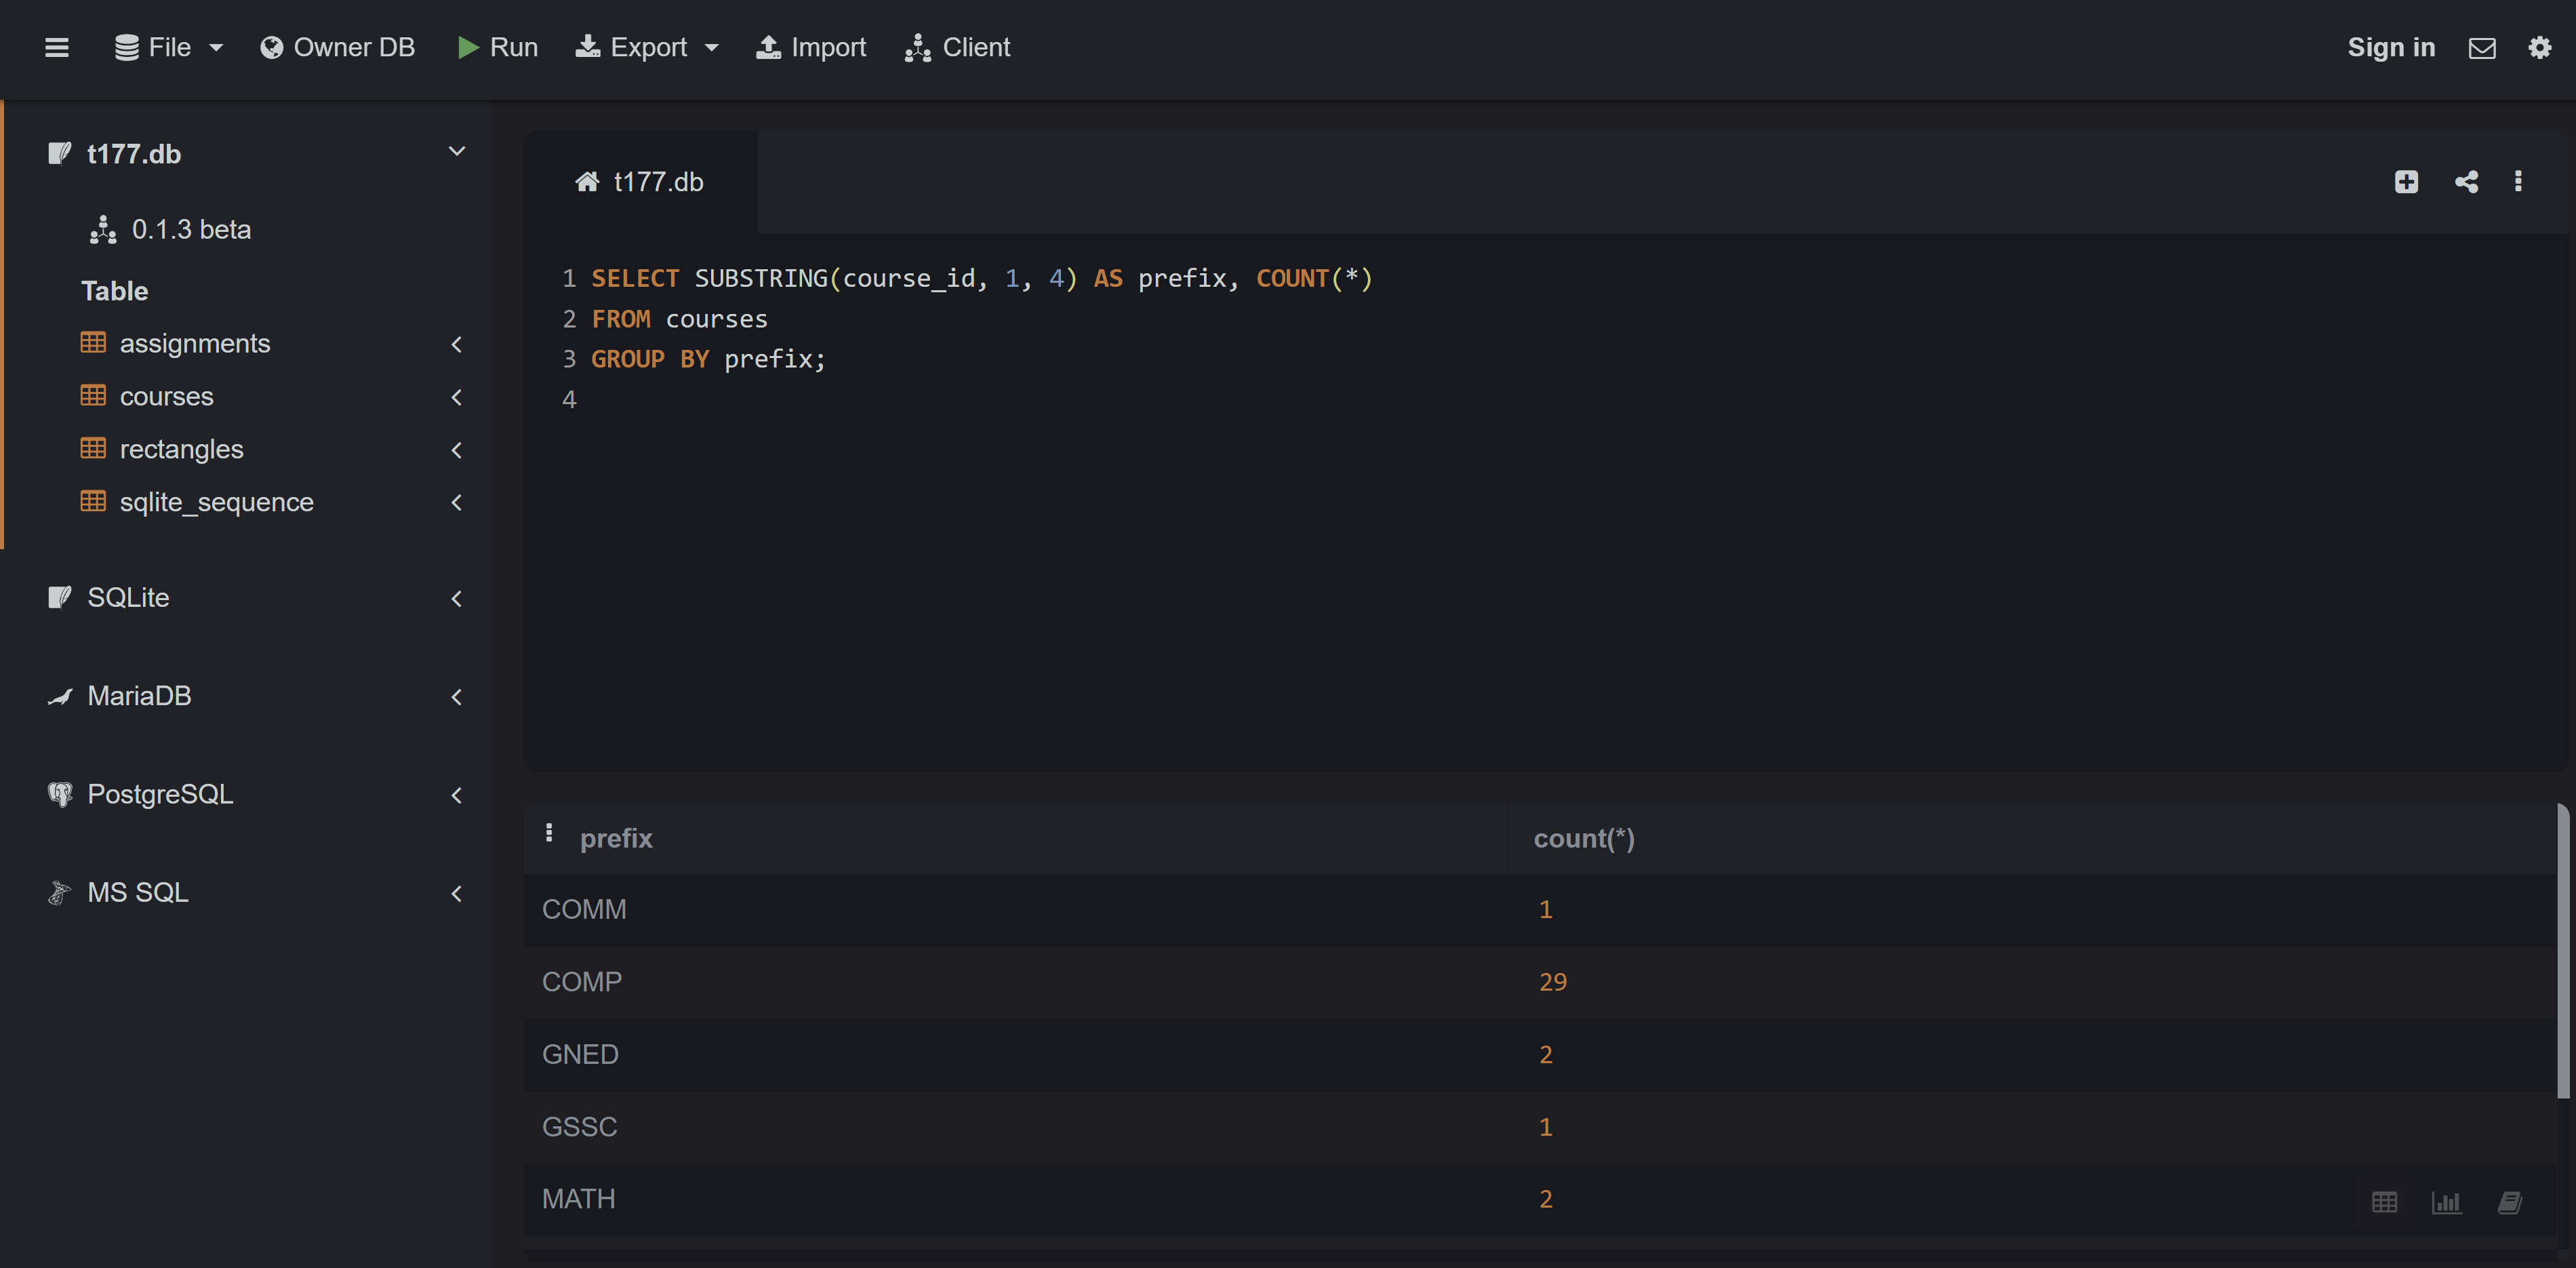 File Owner DB Run Export Import Client Sign in
t177.db
0.1.3 beta
Table
assignments
courses
rectangles
sqlite_sequence
SQLite
MariaDB
PostgreSQL
MS SQL
t177.db
1 SELECT SUBSTRING(course_id, 1, 4) AS prefix, COUNT(*)
2 FROM courses
3 GROUP BY prefix;
4
prefix count(*)
COMM 1
COMP 29
GNED 2
GSSC 1
MATH 2